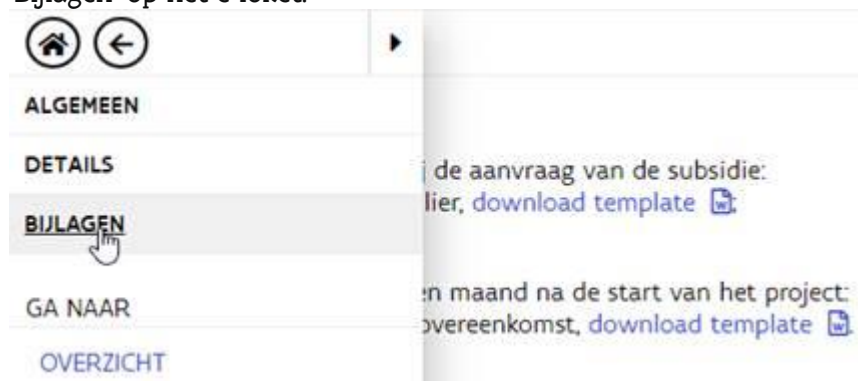 'Bijlagen' op het e-loket.
ALGEMEEN
DETAILS
BIJLAGEN
GA NAAR
OVERZICHT
j de aanvraag van de subsidie:
lier, download template
en maand na de start van het project:
overeenkomst, download template